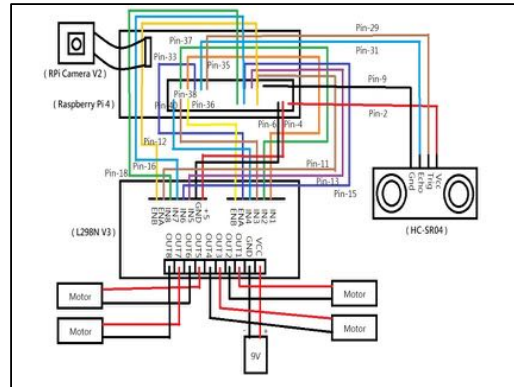 Pin-29
Pin-37
Pin-31
Pin-33
Pin-35
( RPi Camera V2 )
Pin-9
( Raspberry Pi 4 )
Pin-38
Pin-40
Pin-36
Pin-2
Pin-6
Pin-4
Pin-12
Pin-16
Pin-11
Pin-18
Pin-13
Pin-15
Gnd
Echo
Trig
Vcc
( HC-SR04 )
ENB
ENA
IN8
IN7
IN6
IN5
GND
+5
ENB
ENA
IN4
IN3
IN2
IN1
( L298N V3 )
OUT8
OUT7
OUT6
OUT5
OUT4
OUT3
OUT2
OUT1
GND
VCC
Motor
Motor
Motor
Motor
-
+
9V